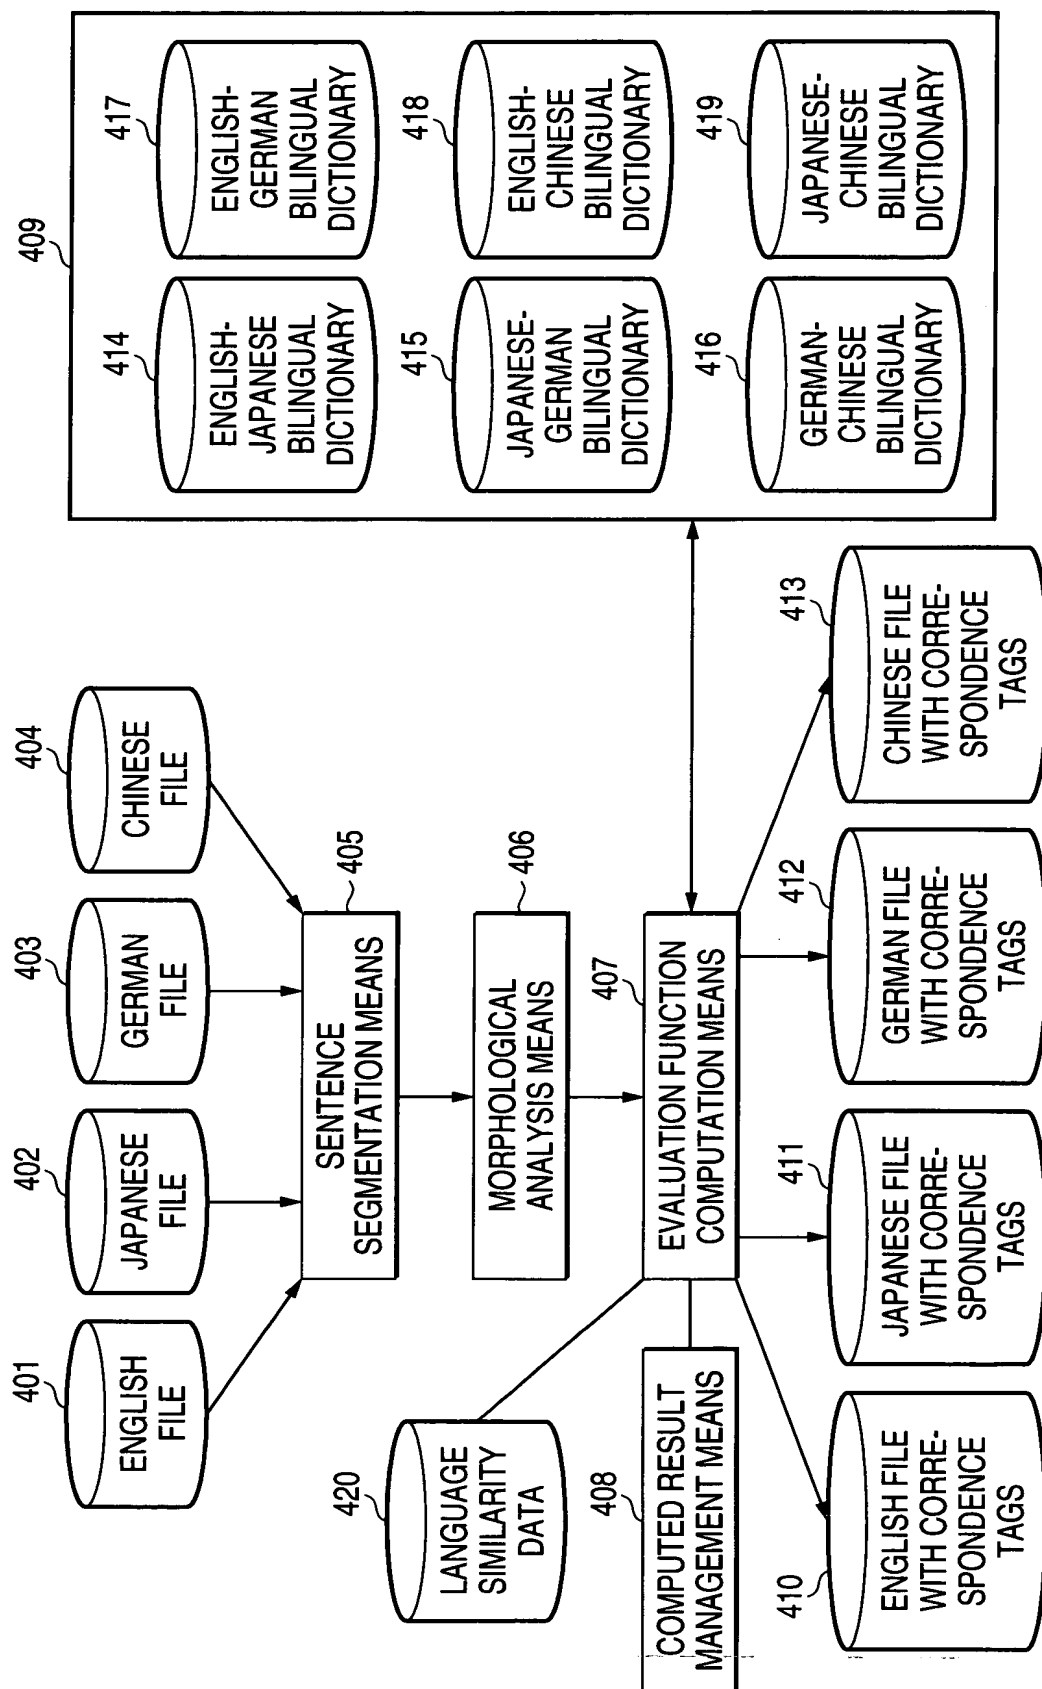 401
ENGLISH
FILE
402
JAPANESE
FILE
403
GERMAN
FILE
404
CHINESE
FILE
405
SENTENCE
SEGMENTATION MEANS
406
MORPHOLOGICAL
ANALYSIS MEANS
420
LANGUAGE
SIMILARITY
DATA
407
EVALUATION FUNCTION
COMPUTATION MEANS
408
COMPUTED RESULT
MANAGEMENT MEANS
410
ENGLISH FILE
WITH CORRE-
SPONDENCE
TAGS
411
JAPANESE FILE
WITH CORRE-
SPONDENCE
TAGS
412
GERMAN FILE
WITH CORRE-
SPONDENCE
TAGS
413
CHINESE FILE
WITH CORRE-
SPONDENCE
TAGS
409
414
ENGLISH-
JAPANESE
BILINGUAL
DICTIONARY
417
ENGLISH-
GERMAN
BILINGUAL
DICTIONARY
415
JAPANESE-
GERMAN
BILINGUAL
DICTIONARY
418
ENGLISH-
CHINESE
BILINGUAL
DICTIONARY
416
GERMAN-
CHINESE
BILINGUAL
DICTIONARY
419
JAPANESE-
CHINESE
BILINGUAL
DICTIONARY